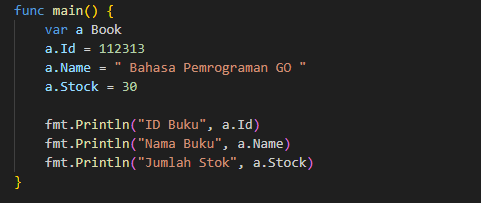 func main() {
    var a Book
    a.Id = 112313
    a.Name = " Bahasa Pemrograman GO "
    a.Stock = 30

    fmt.Println("ID Buku", a.Id)
    fmt.Println("Nama Buku", a.Name)
    fmt.Println("Jumlah Stok", a.Stock)
}